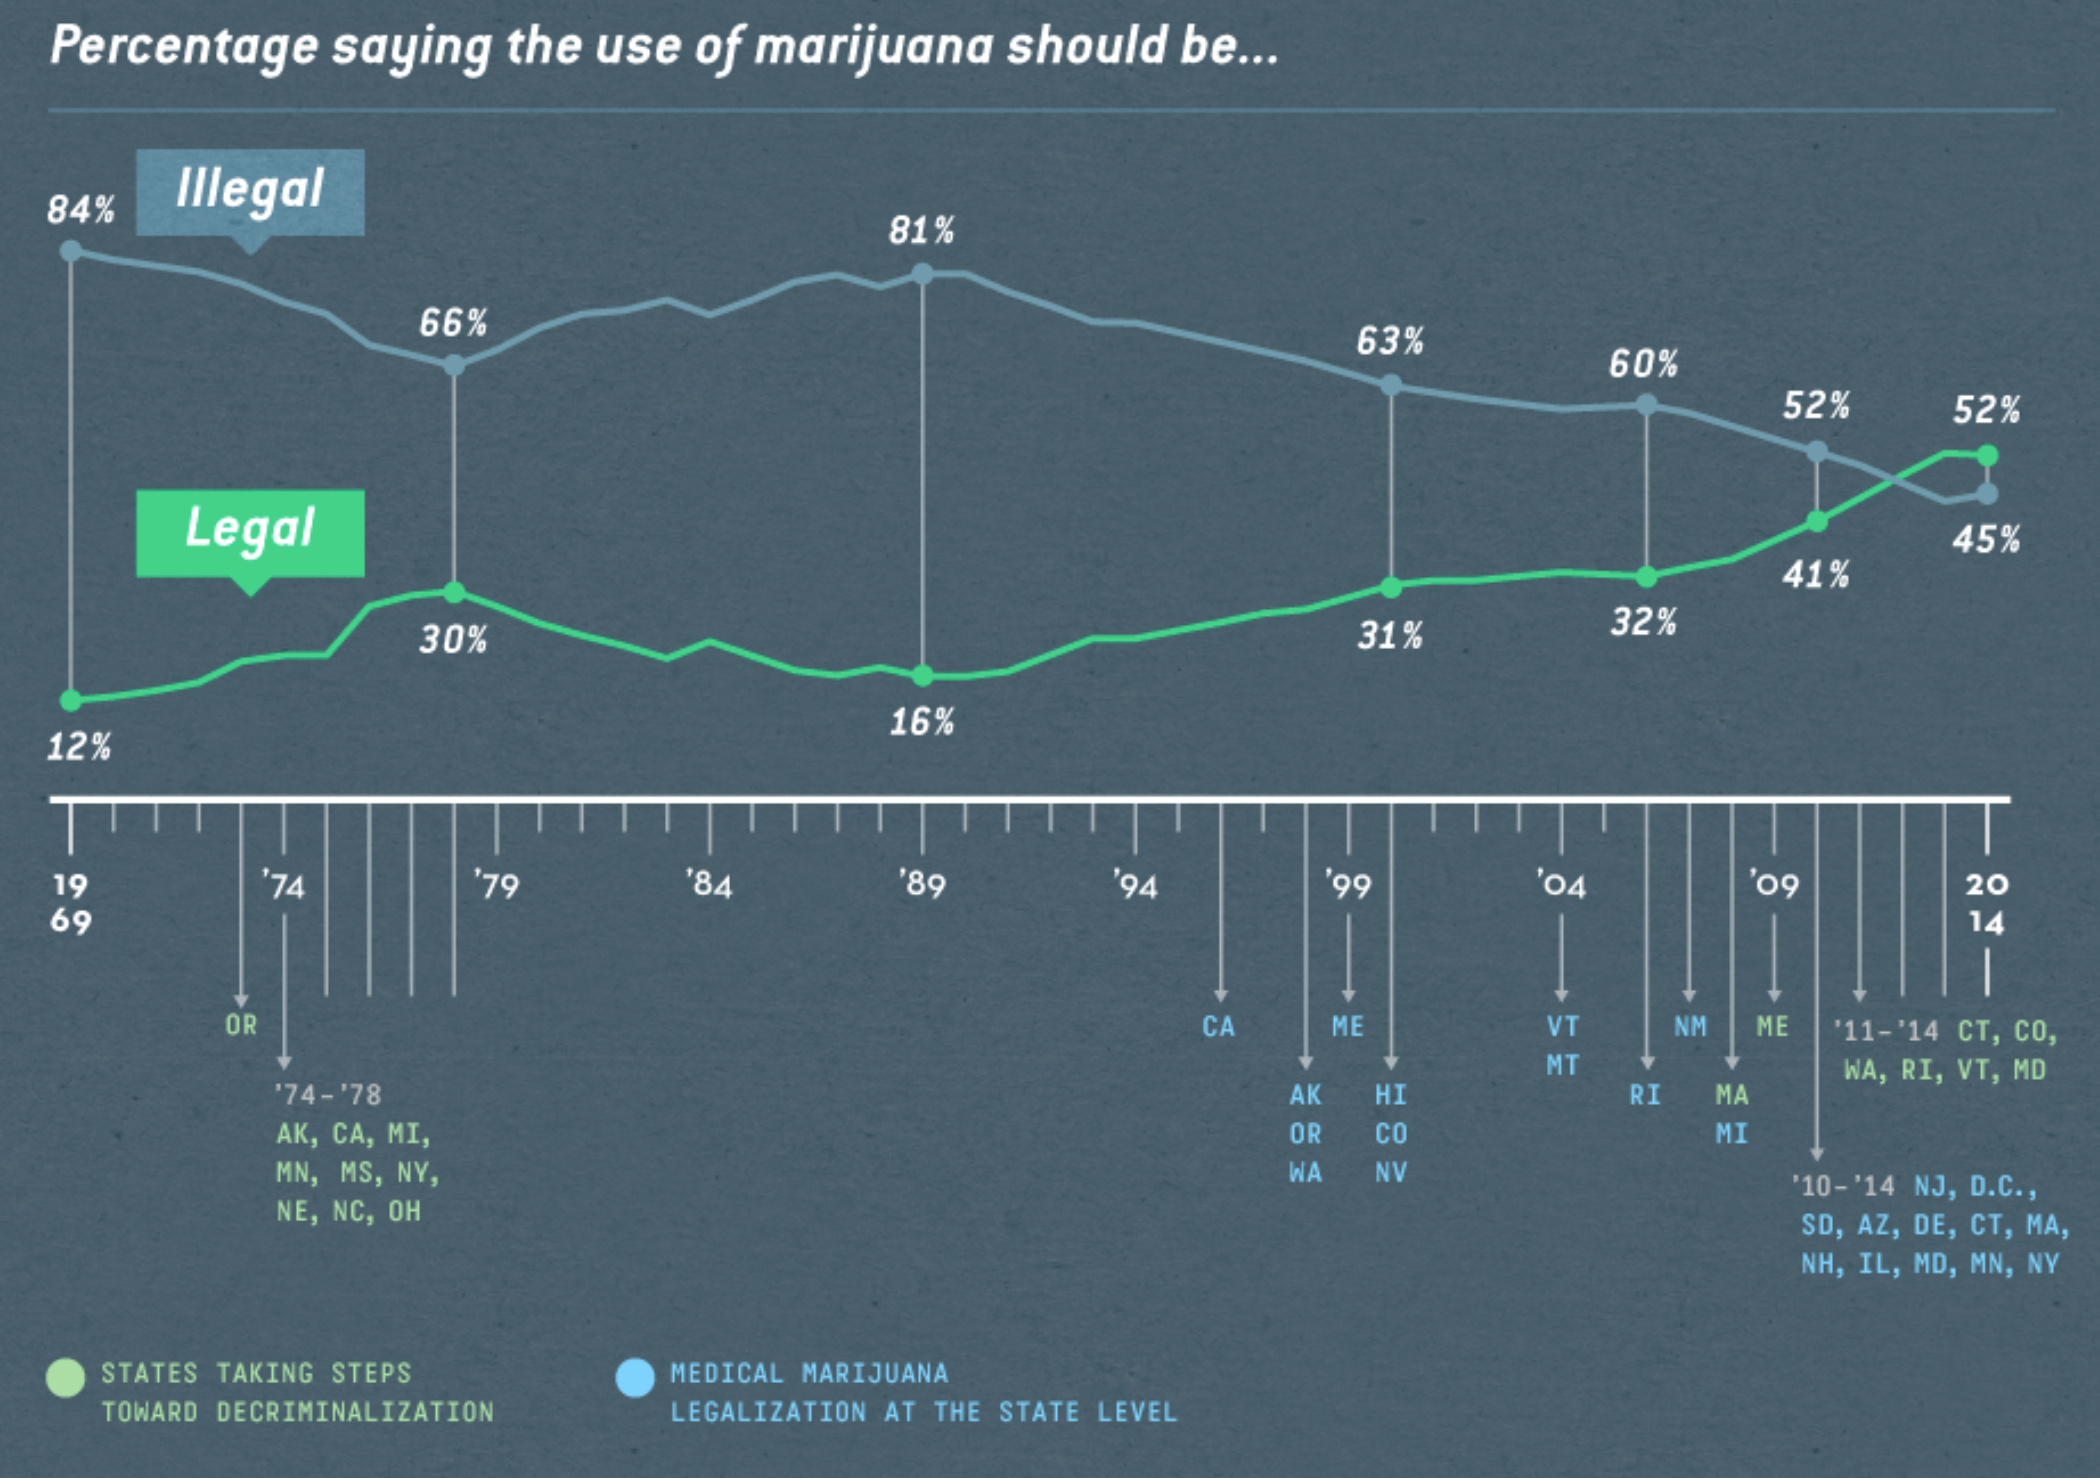 Percentage saying the use of marijuana should be...
Illegal
84%
66%
81%
63%
60%
52%
52%
Legal
12%
30%
16%
31%
32%
41%
45%
19
69
'74
'79
'84
'89
'94
'99
'04
'09
20
14
OR
'74-'78
AK, CA, MI,
MN, MS, NY,
NE, NC, OH
CA
AK
OR
WA
ME
HI
CO
NV
VT
MT
RI
NM
MA
MI
ME
'11-'14 CT, CO,
WA, RI, VT, MD
'10-'14 NJ, D.C.,
SD, AZ, DE, CT, MA,
NH, IL, MD, MN, NY
STATES TAKING STEPS
TOWARD DECRIMINALIZATION
MEDICAL MARIJUANA
LEGALIZATION AT THE STATE LEVEL